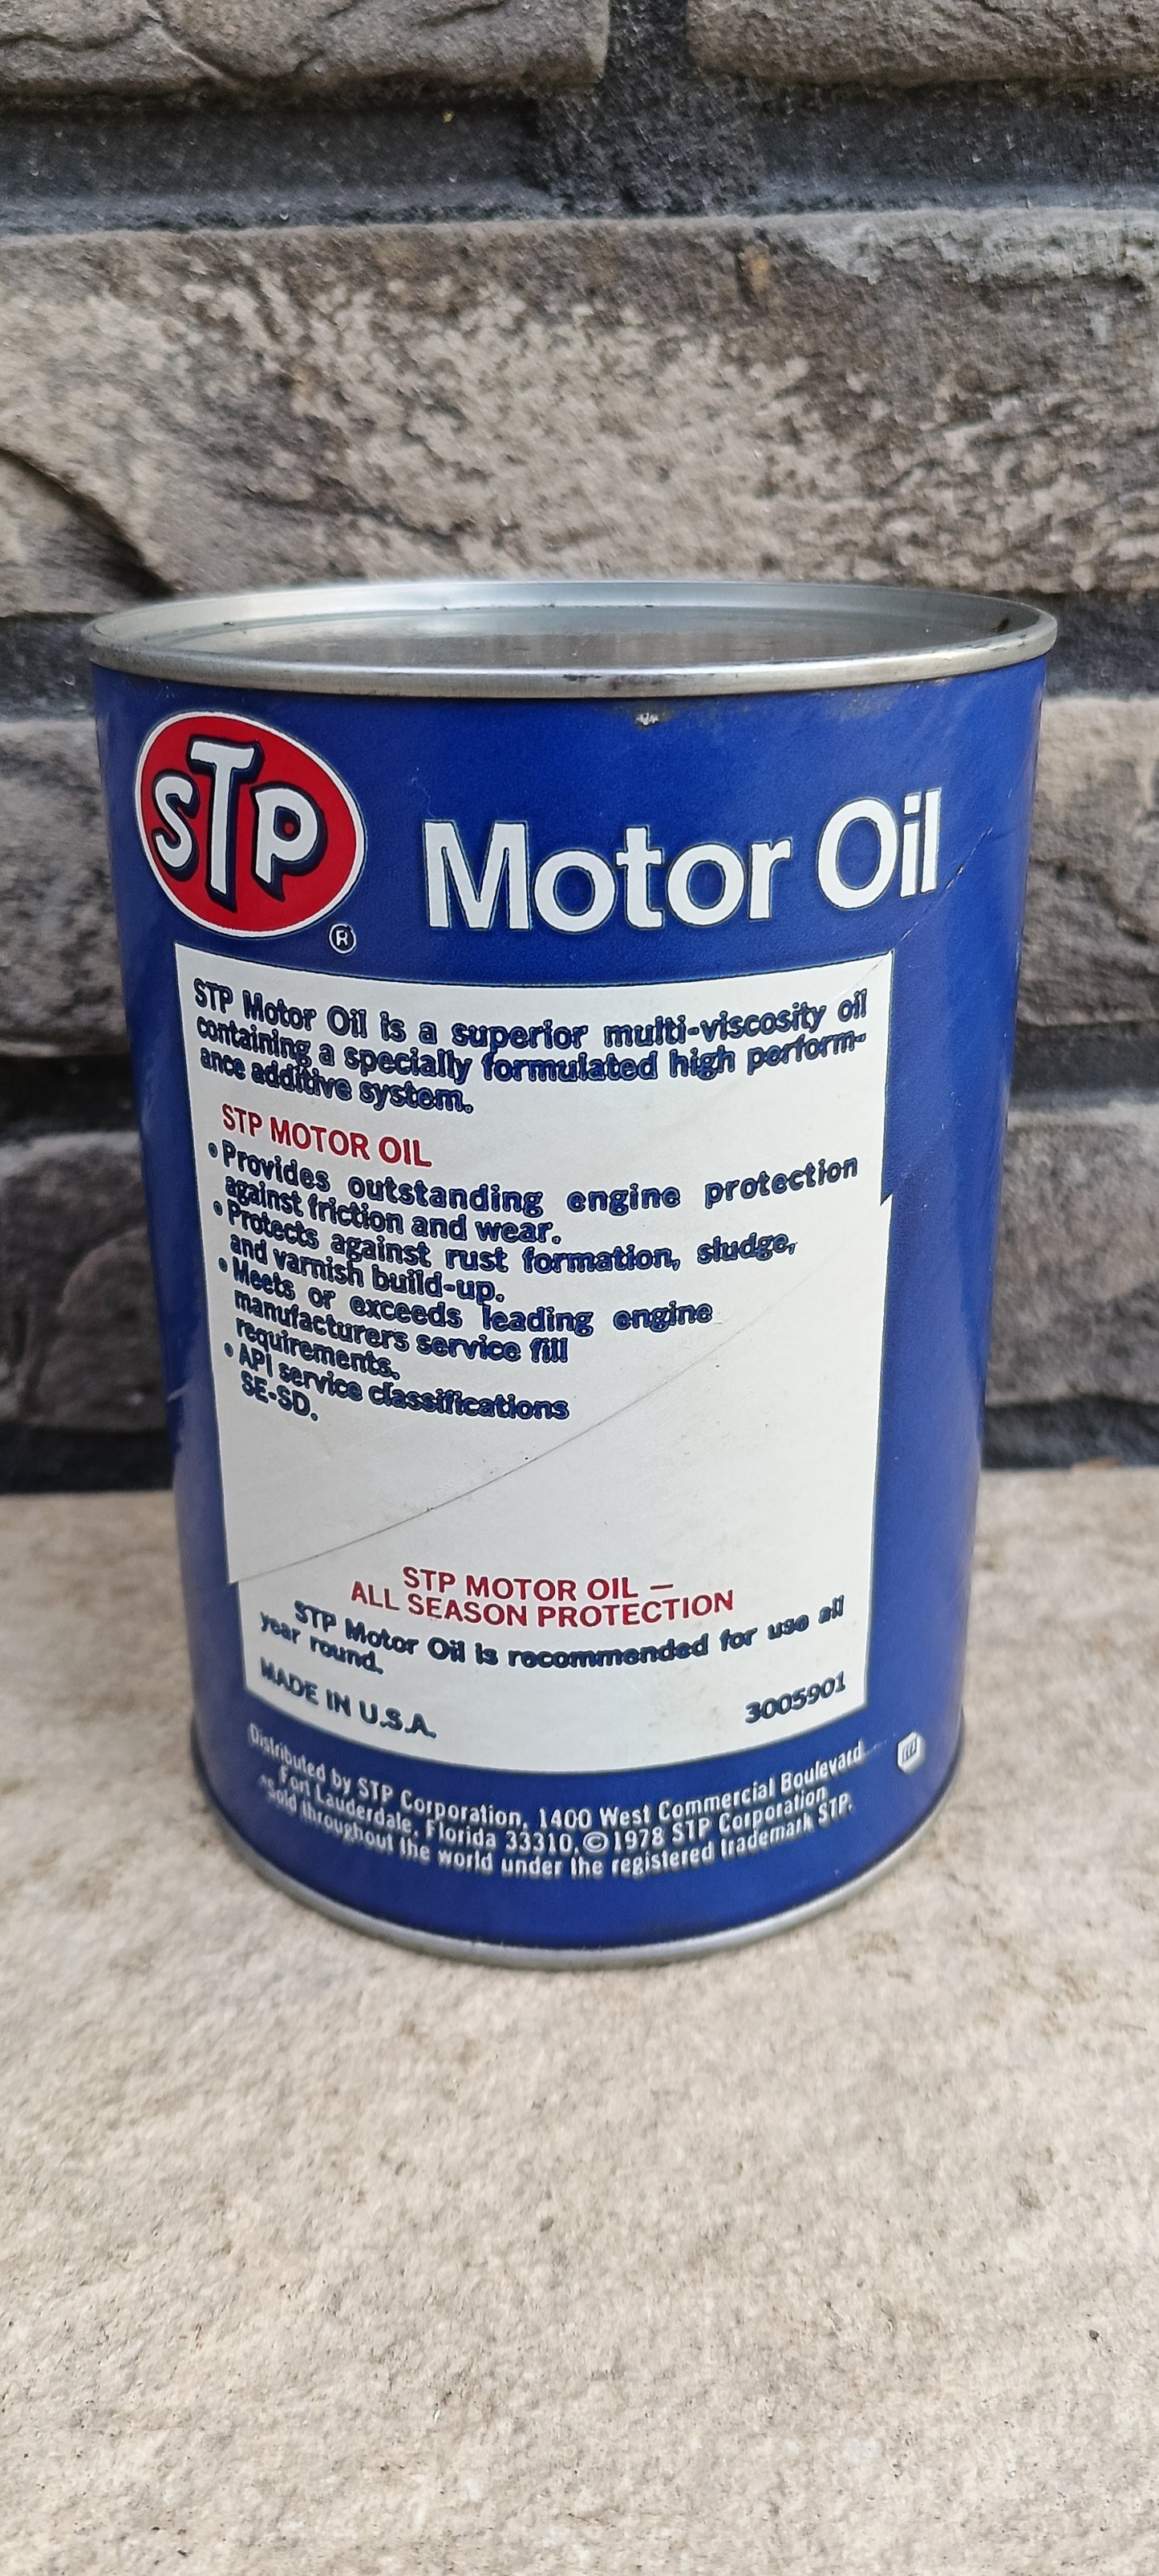 STP
®
Motor Oil
STP Motor Oil is a superior multi-viscosity oil
containing a specially formulated high perform-
ance additive system.
STP MOTOR OIL
• Provides outstanding engine protection
against friction and wear.
• Protects against rust formation, sludge,
and varnish build-up.
• Meets or exceeds leading engine
manufacturers service fill
requirements.
• API service classifications
SE-SD.
STP MOTOR OIL —
ALL SEASON PROTECTION
STP Motor Oil is recommended for use all
year round.
MADE IN U.S.A.
3005901
Distributed by STP Corporation, 1400 West Commercial Boulevard
Fort Lauderdale, Florida 33310. © 1978 STP Corporation
"Sold throughout the world under the registered trademark STP.